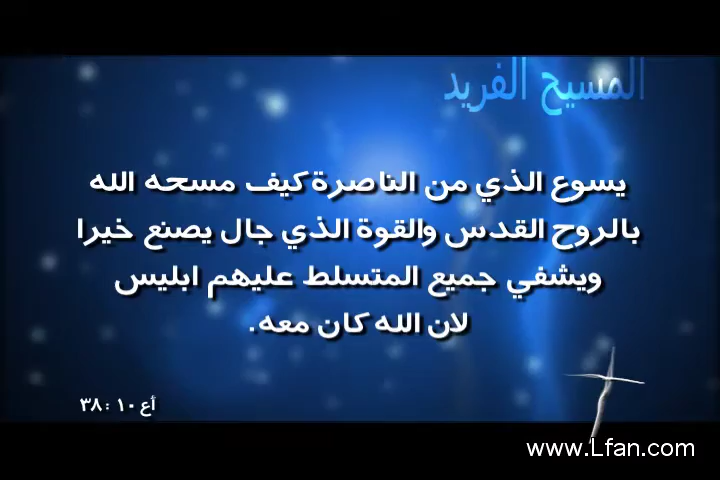 المسيح الفريد
يسوع الذي من الناصرة كيف مسحه الله
بالروح القدس والقوة الذي جال يصنع خيرا
ويشفي جميع المتسلط عليهم ابليس
لان الله كان معه.
أع ١٠ :٣٨
www.Lfan.com